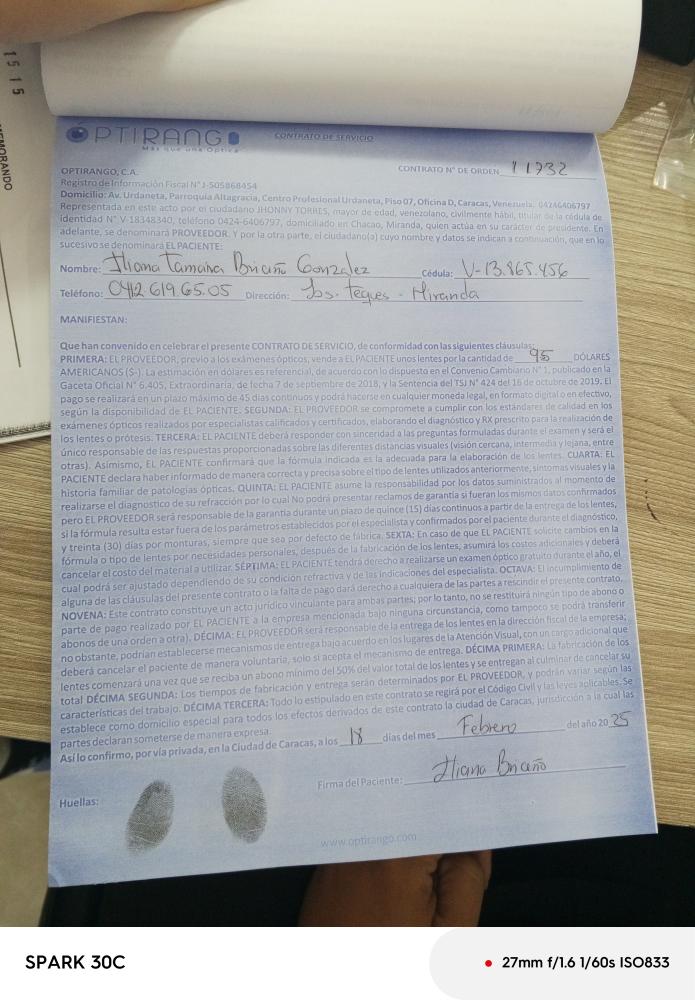 1515
MEMORANDO
ÓPTIRANGO
Más que una Óptica
CONTRATO DE SERVICIO
OPTIRANGO, C.A.
CONTRATO N° DE ORDEN 11732
Registro de Información Fiscal N° J-505868454
Domicilio: Av. Urdaneta, Parroquia Altagracia, Centro Profesional Urdaneta, Piso 07, Oficina D, Caracas, Venezuela. 04246406797
Representada en este acto por el ciudadano JHONNY TORRES, mayor de edad, venezolano, civilmente hábil, titular de la cédula de
identidad N° V-18348340, teléfono 0424-6406797, domiciliado en Chacao, Miranda, quien actúa en su carácter de presidente. En
adelante, se denominará PROVEEDOR. Y por la otra parte, el ciudadano(a) cuyo nombre y datos se indican a continuación, que en lo
sucesivo se denominará EL PACIENTE:
Nombre: Iliana Tamaira Briceño Gonzalez Cédula: V-13.865.456
Teléfono: 0412 619.65.05 Dirección: Los Teques - Miranda
MANIFIESTAN:
Que han convenido en celebrar el presente CONTRATO DE SERVICIO, de conformidad con las siguientes cláusulas:
PRIMERA: EL PROVEEDOR, previo a los exámenes ópticos, vende a EL PACIENTE unos lentes por la cantidad de 95 DÓLARES
AMERICANOS ($-). La estimación en dólares es referencial, de acuerdo con lo dispuesto en el Convenio Cambiario N° 1, publicado en la
Gaceta Oficial N° 6.405, Extraordinaria, de fecha 7 de septiembre de 2018, y la Sentencia del TSJ N° 424 del 16 de octubre de 2019. El
pago se realizará en un plazo máximo de 45 días continuos y podrá hacerse en cualquier moneda legal, en formato digital o en efectivo,
según la disponibilidad de EL PACIENTE. SEGUNDA: EL PROVEEDOR se compromete a cumplir con los estándares de calidad en los
exámenes ópticos realizados por especialistas calificados y certificados, elaborando el diagnóstico y RX prescrito para la realización de
los lentes o prótesis. TERCERA: EL PACIENTE deberá responder con sinceridad a las preguntas formuladas durante el examen y será el
único responsable de las respuestas proporcionadas sobre las diferentes distancias visuales (visión cercana, intermedia y lejana, entre
otras). Asimismo, EL PACIENTE confirmará que la fórmula indicada es la adecuada para la elaboración de los lentes. CUARTA: EL
PACIENTE declara haber informado de manera correcta y precisa sobre el tipo de lentes utilizados anteriormente, síntomas visuales y la
historia familiar de patologías ópticas. QUINTA: EL PACIENTE asume la responsabilidad por los datos suministrados al momento de
realizarse el diagnostico de su refracción por lo cual No podrá presentar reclamos de garantía si fueran los mismos datos confirmados
pero EL PROVEEDOR será responsable de la garantía durante un plazo de quince (15) días continuos a partir de la entrega de los lentes,
si la fórmula resulta estar fuera de los parámetros establecidos por el especialista y confirmados por el paciente durante el diagnóstico,
y treinta (30) días por monturas, siempre que sea por defecto de fábrica. SEXTA: En caso de que EL PACIENTE solicite cambios en la
fórmula o tipo de lentes por necesidades personales, después de la fabricación de los lentes, asumirá los costos adicionales y deberá
cancelar el costo del material a utilizar. SÉPTIMA: EL PACIENTE tendrá derecho a realizarse un examen óptico gratuito durante el año, el
cual podrá ser ajustado dependiendo de su condición refractiva y de las indicaciones del especialista. OCTAVA: El incumplimiento de
alguna de las cláusulas del presente contrato o la falta de pago dará derecho a cualquiera de las partes a rescindir el presente contrato.
NOVENA: Este contrato constituye un acto jurídico vinculante para ambas partes; por lo tanto, no se restituirá ningún tipo de abono o
parte de pago realizado por EL PACIENTE a la empresa mencionada bajo ninguna circunstancia, como tampoco se podrá transferir
abonos de una orden a otra). DÉCIMA: EL PROVEEDOR será responsable de la entrega de los lentes en la dirección fiscal de la empresa;
no obstante, podrían establecerse mecanismos de entrega bajo acuerdo en los lugares de la Atención Visual, con un cargo adicional que
deberá cancelar el paciente de manera voluntaria, solo si acepta el mecanismo de entrega. DÉCIMA PRIMERA: La fabricación de los
lentes comenzará una vez que se reciba un abono mínimo del 50% del valor total de los lentes y se entregan al culminar de cancelar su
total DÉCIMA SEGUNDA: Los tiempos de fabricación y entrega serán determinados por EL PROVEEDOR, y podrán variar según las
características del trabajo. DÉCIMA TERCERA: Todo lo estipulado en este contrato se regirá por el Código Civil y las leyes aplicables. Se
establece como domicilio especial para todos los efectos derivados de este contrato la ciudad de Caracas, jurisdicción a la cual las
partes declaran someterse de manera expresa.
Así lo confirmo, por vía privada, en la Ciudad de Caracas, a los 18 días del mes Febrero del año 20 25
Firma del Paciente: Iliana Briceño
Huellas:
www.optirango.com
SPARK 30C
27mm f/1.6 1/60s ISO833